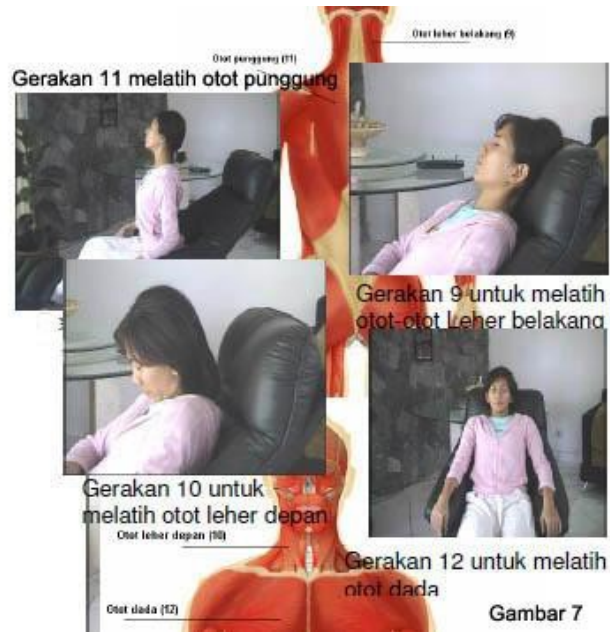 Otot leher belakang (9)
Otot punggung (11)
Gerakan 11 melatih otot punggung
Gerakan 9 untuk melatih
otot-otot Leher belakang
Gerakan 10 untuk
melatih otot leher depan
Otot leher depan (10)
Gerakan 12 untuk melatih
otot dada
Otot dada (12)
Gambar 7